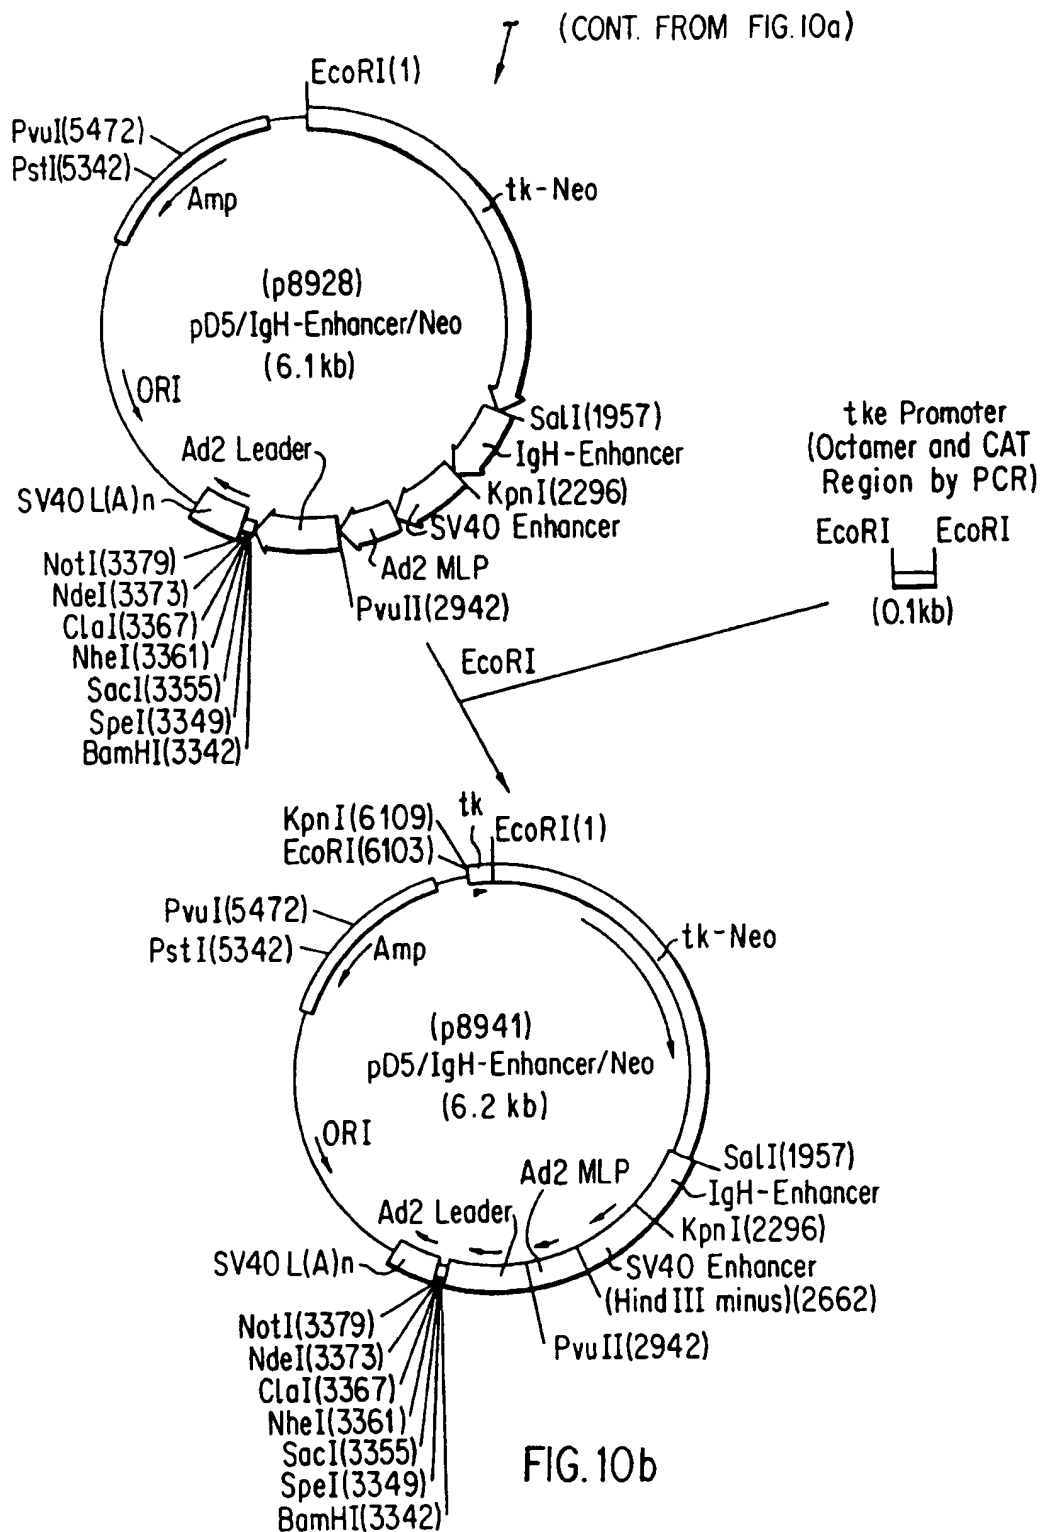 (CONT. FROM FIG.10a)
EcoRI(1)
PvuI(5472)
PstI(5342)
Amp
tk-Neo
(p8928)
pD5/IgH-Enhancer/Neo
(6.1kb)
ORI
SalI(1957)
IgH-Enhancer
KpnI(2296)
SV40 Enhancer
Ad2 MLP
PvuII(2942)
Ad2 Leader
SV40 L(A)n
NotI(3379)
NdeI(3373)
ClaI(3367)
NheI(3361)
SacI(3355)
SpeI(3349)
BamHI(3342)
tke Promoter
(Octamer and CAT
Region by PCR)
EcoRI EcoRI
(0.1kb)
EcoRI
tk
KpnI(6109)
EcoRI(6103)
EcoRI(1)
PvuI(5472)
PstI(5342)
Amp
tk-Neo
(p8941)
pD5/IgH-Enhancer/Neo
(6.2 kb)
ORI
SalI(1957)
IgH-Enhancer
KpnI(2296)
SV40 Enhancer
(Hind III minus)(2662)
PvuII(2942)
Ad2 MLP
Ad2 Leader
SV40 L(A)n
NotI(3379)
NdeI(3373)
ClaI(3367)
NheI(3361)
SacI(3355)
SpeI(3349)
BamHI(3342)
FIG. 10b